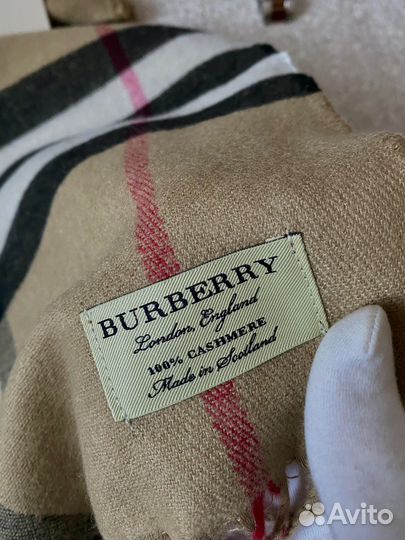 BURBERRY
London, England
100% CASHMERE
Made in Scotland
Avito